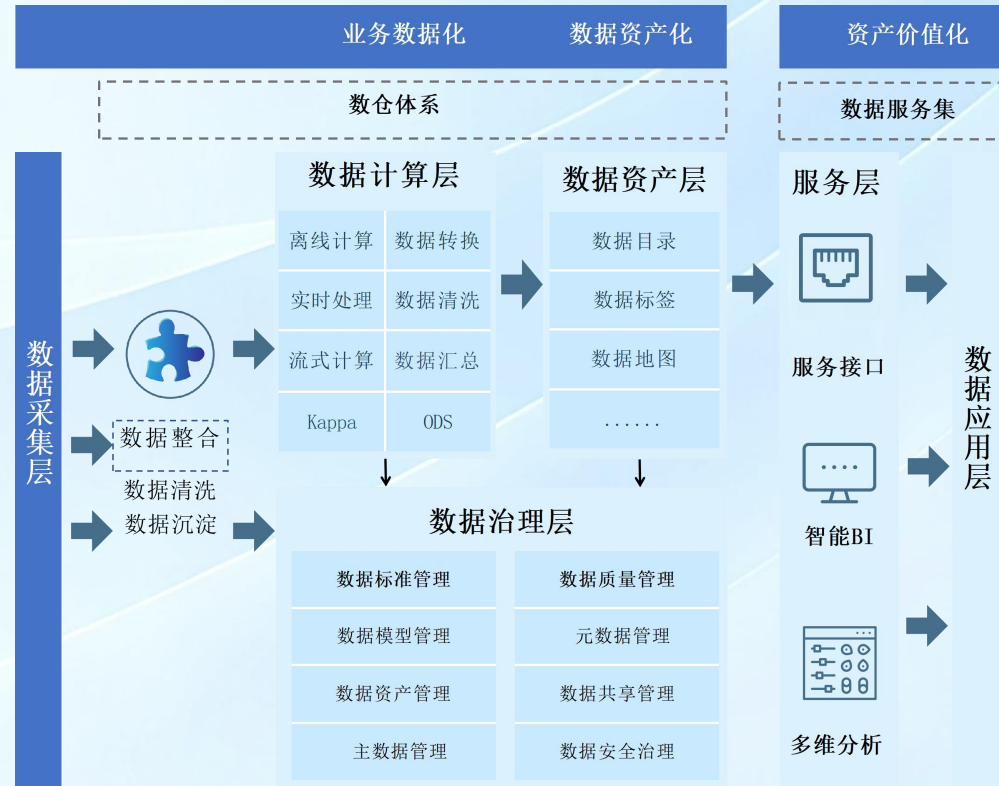 业务数据化 数据资产化 资产价值化
数仓体系 数据服务集
数据采集层
数据整合
数据清洗
数据沉淀
数据计算层
离线计算 数据转换
实时处理 数据清洗
流式计算 数据汇总
Kappa ODS
数据资产层
数据目录
数据标签
数据地图
......
数据治理层
数据标准管理 数据质量管理
数据模型管理 元数据管理
数据资产管理 数据共享管理
主数据管理 数据安全治理
服务层
服务接口
智能BI
多维分析
数据应用层